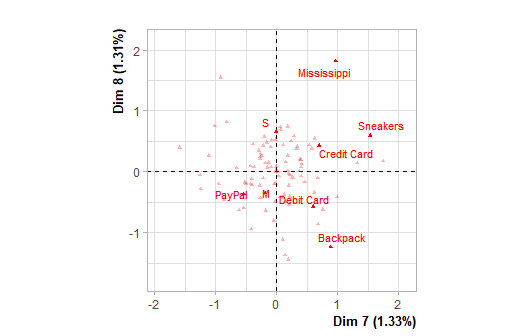 Dim 8 (1.31%)
2
1
0
-1
Mississippi
S
Sneakers
Credit Card
PayPal
M
Debit Card
Backpack
-2
-1
0
1
2
Dim 7 (1.33%)